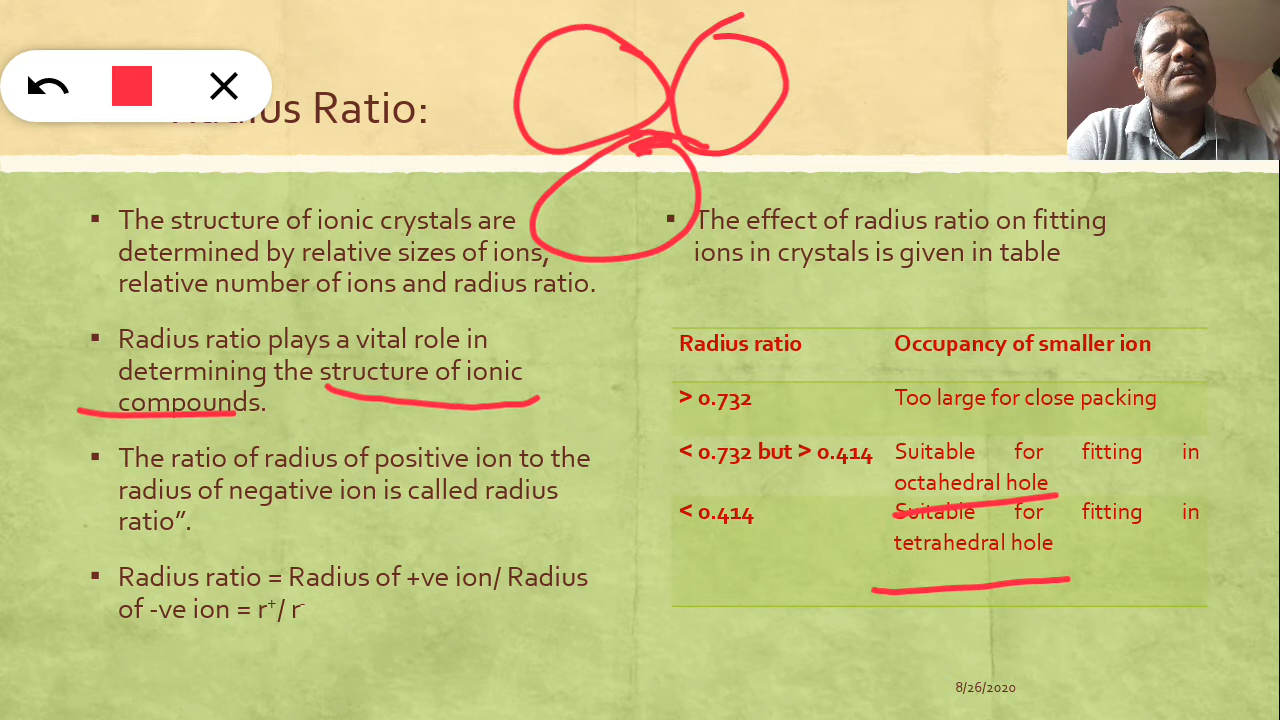 Radius Ratio:
The structure of ionic crystals are
determined by relative sizes of ions,
relative number of ions and radius ratio.
Radius ratio plays a vital role in
determining the structure of ionic
compounds.
The ratio of radius of positive ion to the
radius of negative ion is called radius
ratio”.
Radius ratio = Radius of +ve ion/ Radius
of -ve ion = r⁺/ r⁻
The effect of radius ratio on fitting
ions in crystals is given in table
Radius ratio Occupancy of smaller ion
> 0.732 Too large for close packing
< 0.732 but > 0.414 Suitable for fitting in
octahedral hole
< 0.414 Suitable for fitting in
tetrahedral hole
8/26/2020